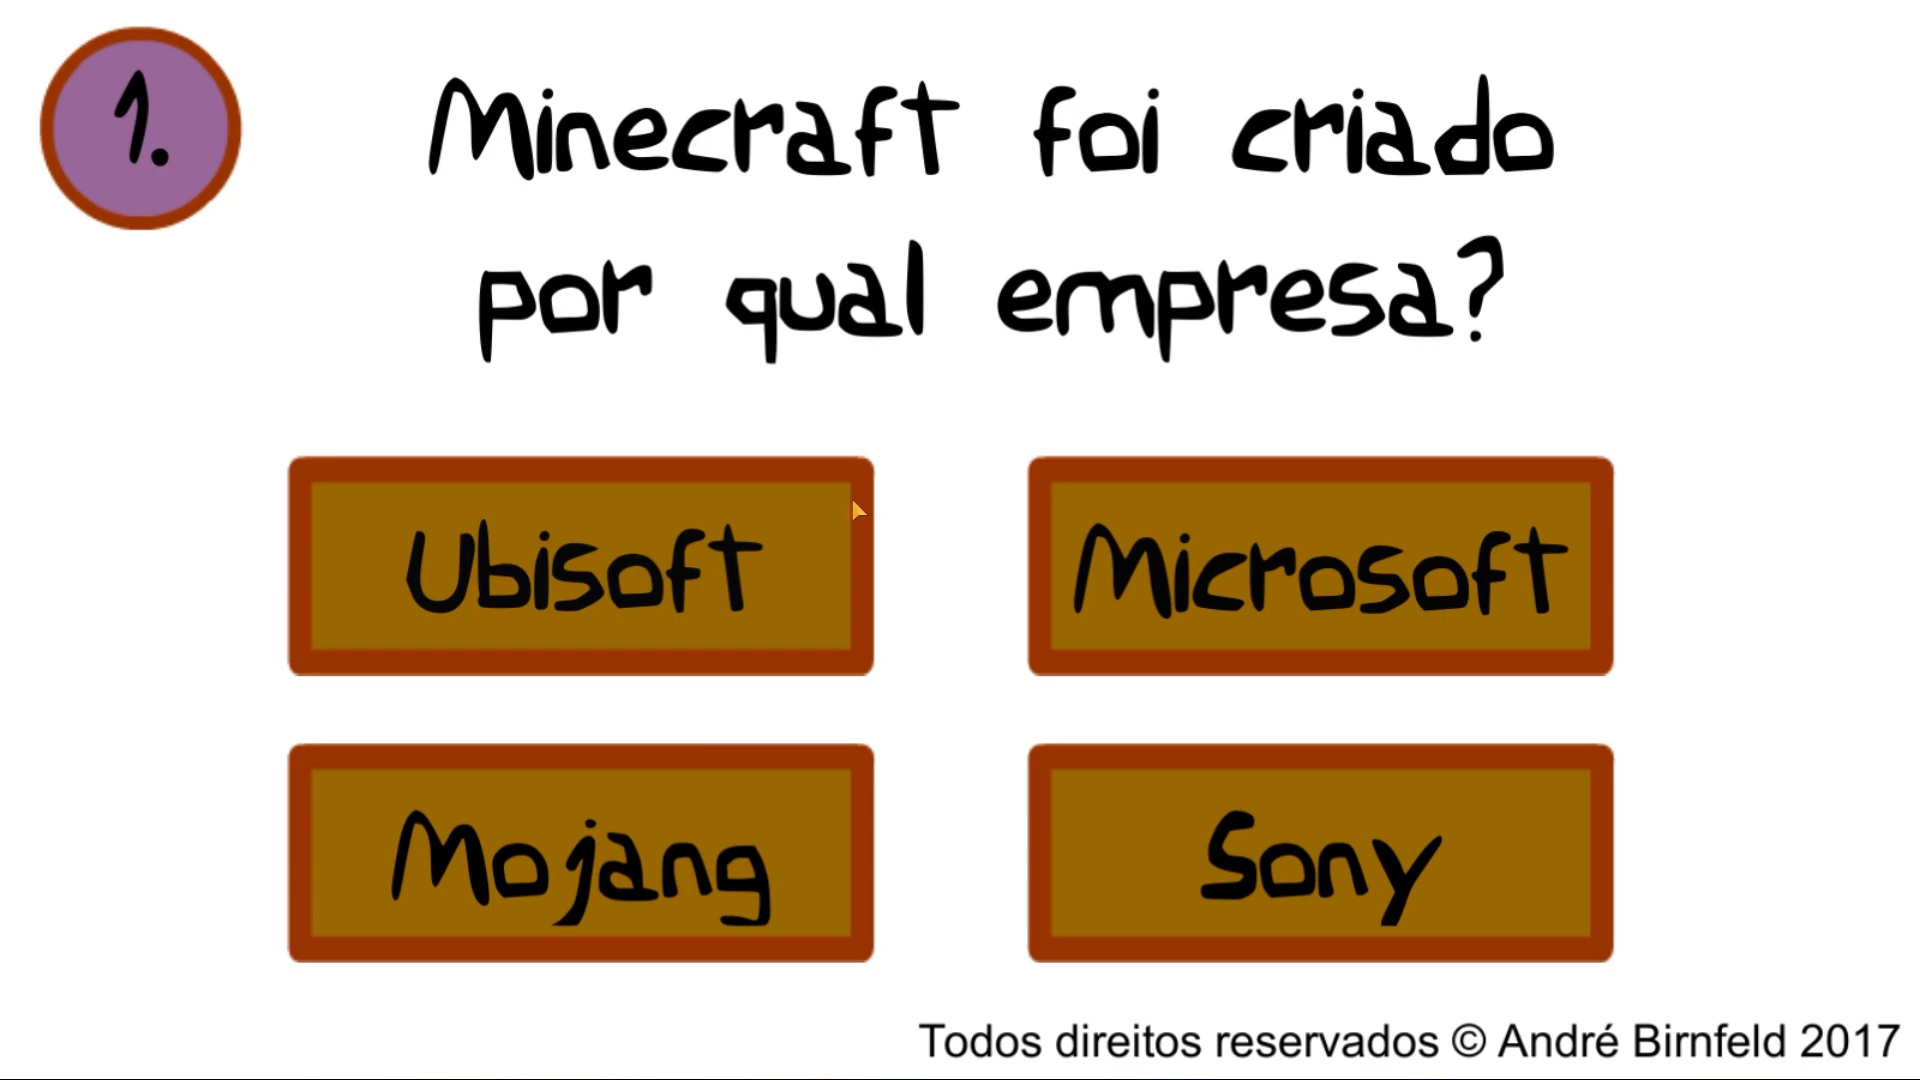 1.
Minecraft foi criado
por qual empresa?
Ubisoft
Microsoft
Mojang
Sony
Todos direitos reservados © André Birnfeld 2017